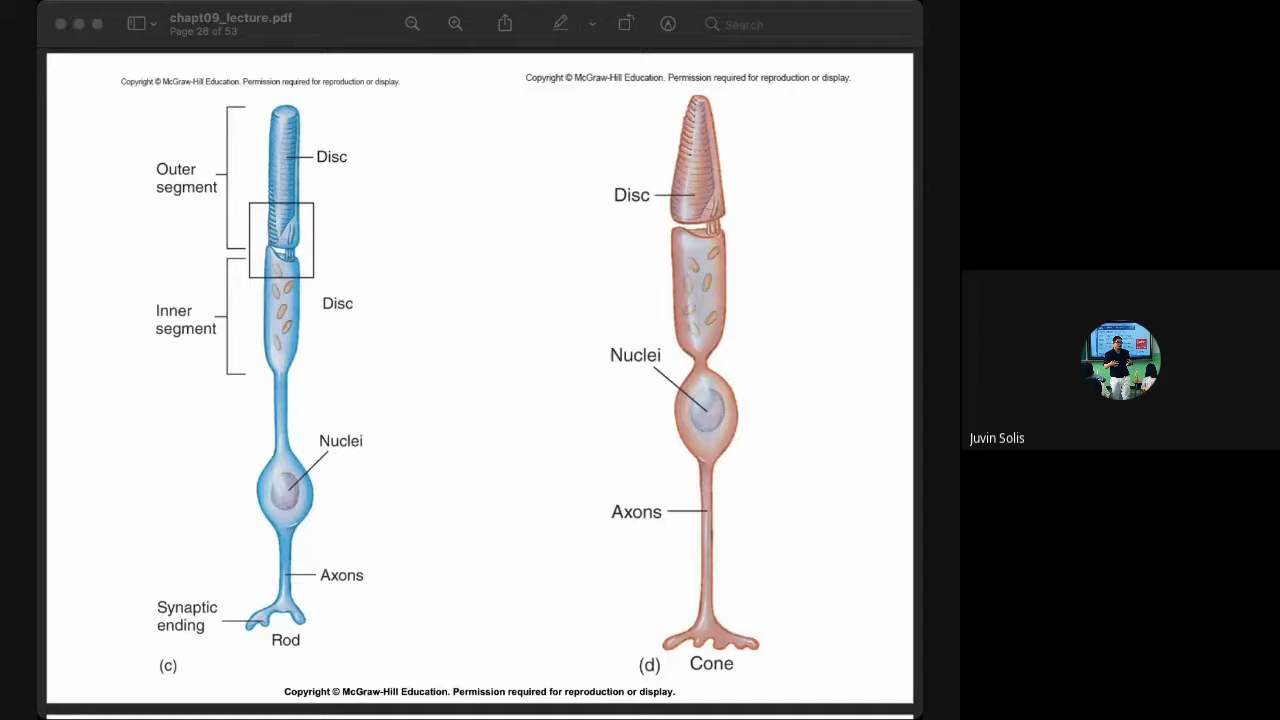 chapt09_lecture.pdf
Page 26 of 53
Search
Copyright © McGraw-Hill Education. Permission required for reproduction or display.
Outer
segment
Disc
Inner
segment
Disc
Nuclei
Axons
Synaptic
ending
Rod
(c)
Copyright © McGraw-Hill Education. Permission required for reproduction or display.
Disc
Nuclei
Axons
(d)
Cone
Copyright © McGraw-Hill Education. Permission required for reproduction or display.
Juvin Solis